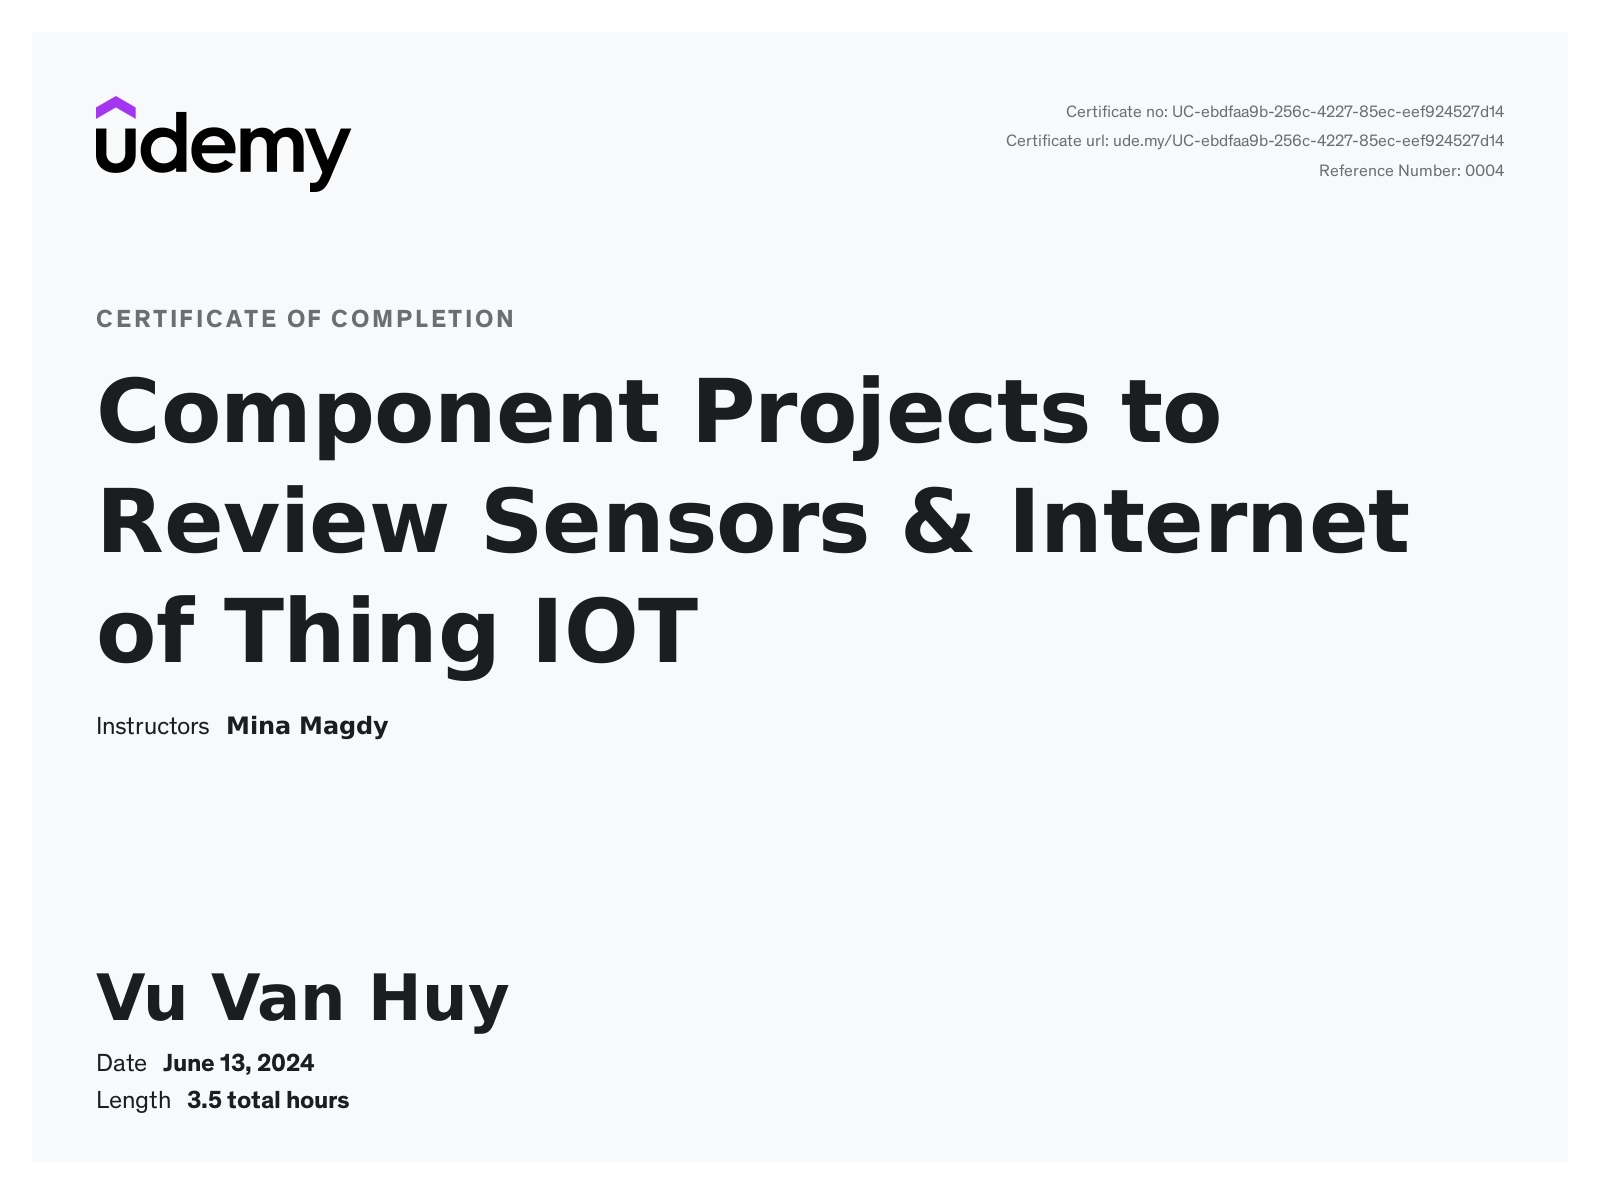 udemy
Certificate no: UC-ebdfaa9b-256c-4227-85ec-eef924527d14
Certificate url: ude.my/UC-ebdfaa9b-256c-4227-85ec-eef924527d14
Reference Number: 0004
CERTIFICATE OF COMPLETION
Component Projects to
Review Sensors & Internet
of Thing IOT
Instructors Mina Magdy
Vu Van Huy
Date June 13, 2024
Length 3.5 total hours